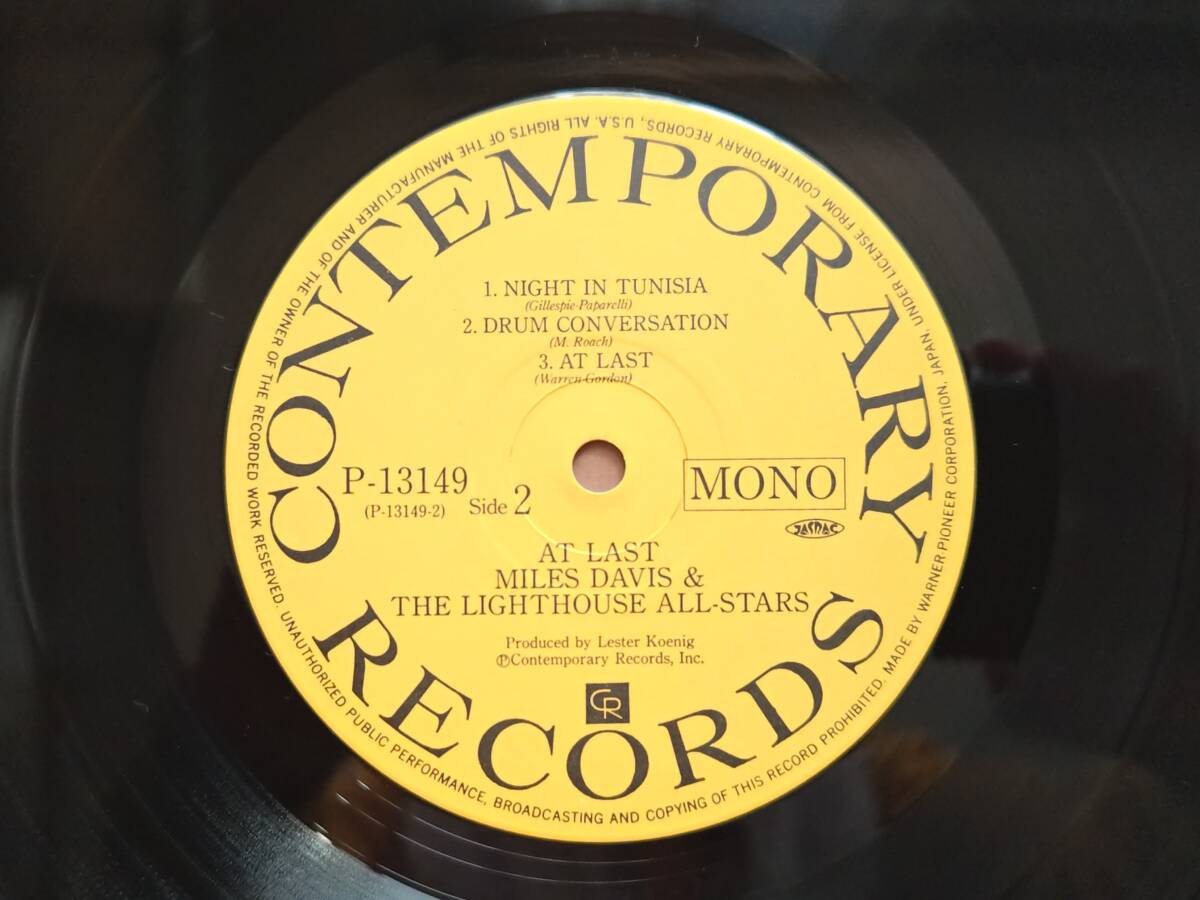 CONTEMPORARY
RECORDS
1. NIGHT IN TUNISIA
(Gillespie-Paparelli)
2. DRUM CONVERSATION
(M. Roach)
3. AT LAST
(Warren-Gordon)
P-13149
(P-13149-2)
Side 2
MONO
JASRAC
AT LAST
MILES DAVIS &
THE LIGHTHOUSE ALL-STARS
Produced by Lester Koenig
℗Contemporary Records, Inc.
CR
MADE BY WARNER-PIONEER CORPORATION, JAPAN, UNDER LICENSE FROM CONTEMPORARY RECORDS, U.S.A. ALL RIGHTS OF THE MANUFACTURER AND OF THE OWNER OF THE RECORDED WORK RESERVED. UNAUTHORIZED PUBLIC PERFORMANCE, BROADCASTING AND COPYING OF THIS RECORD PROHIBITED.